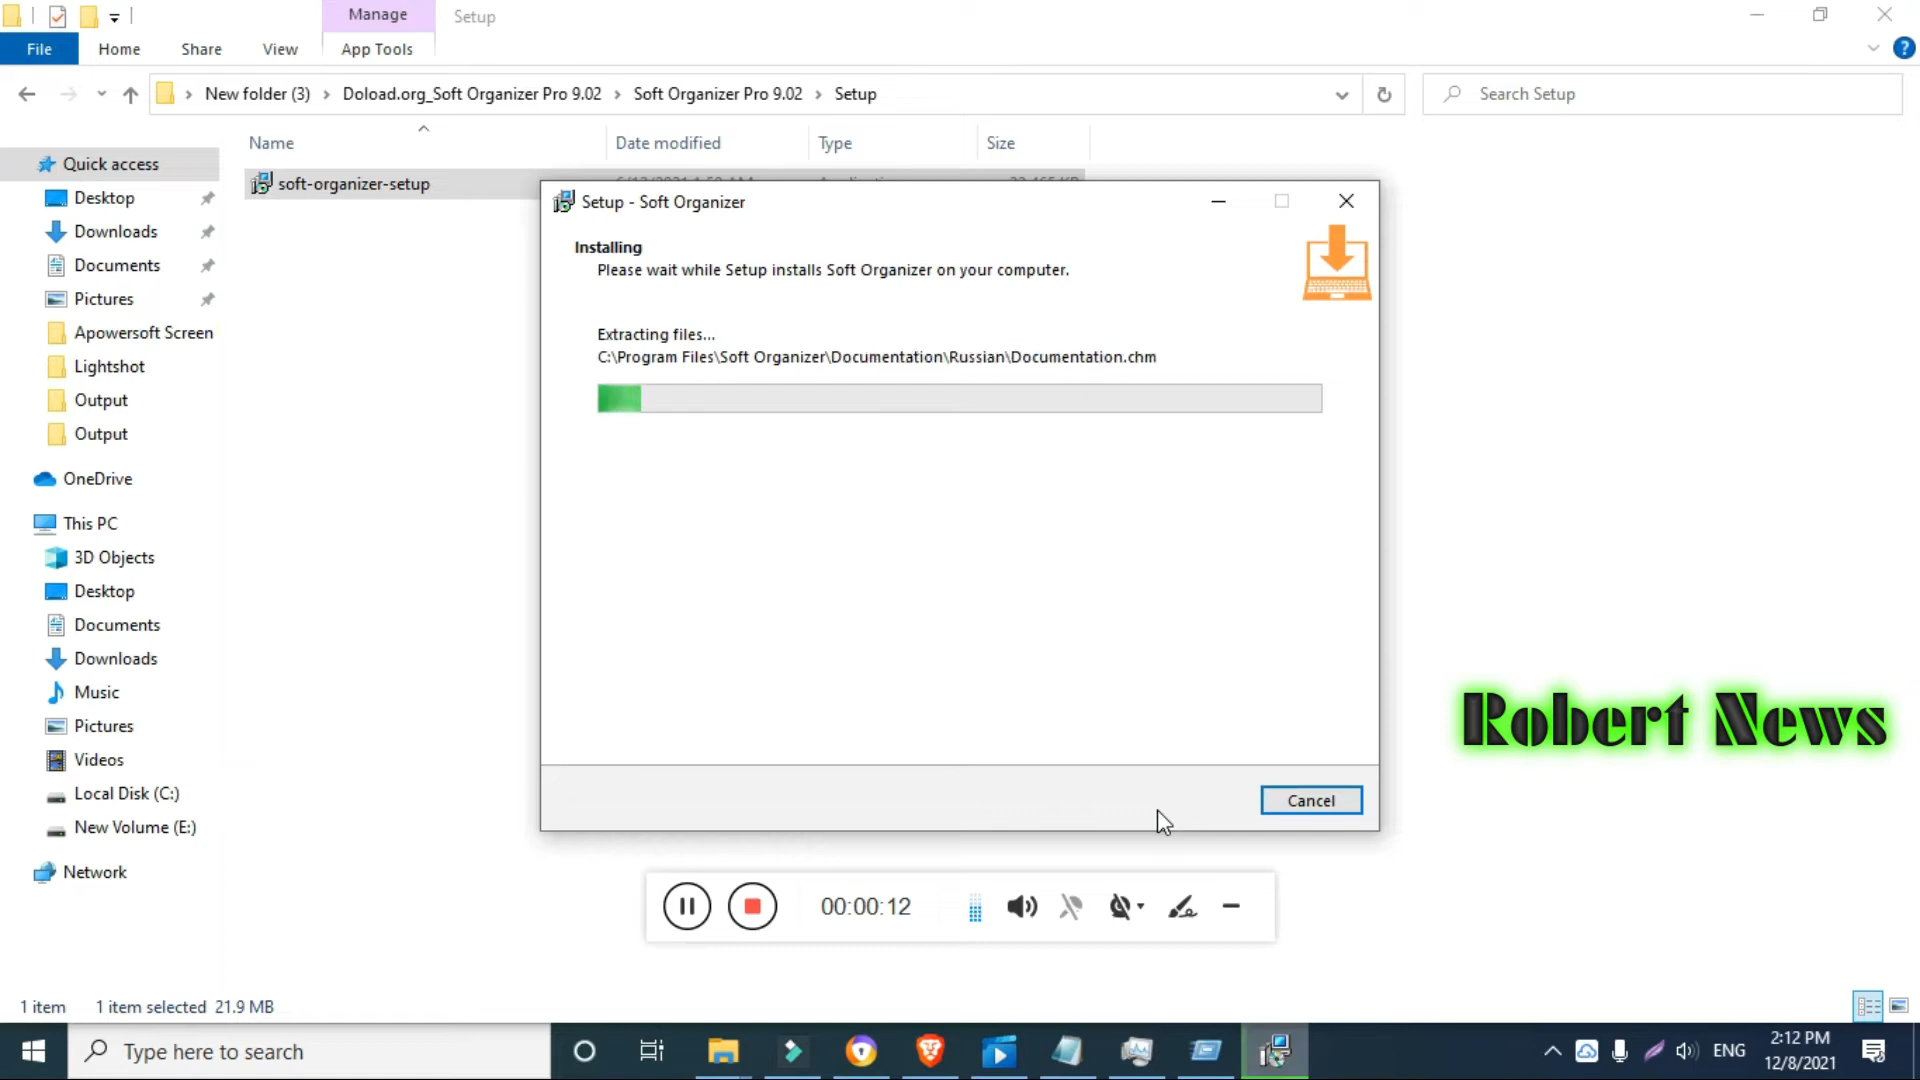 Manage
Setup
File
Home
Share
View
App Tools
New folder (3)
Doload.org_Soft Organizer Pro 9.02
Soft Organizer Pro 9.02
Setup
Search Setup
Name
Date modified
Type
Size
Quick access
soft-organizer-setup
Desktop
Downloads
Documents
Pictures
Apowersoft Screen
Lightshot
Output
Output
OneDrive
This PC
3D Objects
Desktop
Documents
Downloads
Music
Pictures
Videos
Local Disk (C:)
New Volume (E:)
Network
Setup - Soft Organizer
Installing
Please wait while Setup installs Soft Organizer on your computer.
Extracting files...
C:\Program Files\Soft Organizer\Documentation\Russian\Documentation.chm
Cancel
Robert News
00:00:12
1 item
1 item selected 21.9 MB
Type here to search
ENG
2:12 PM
12/8/2021